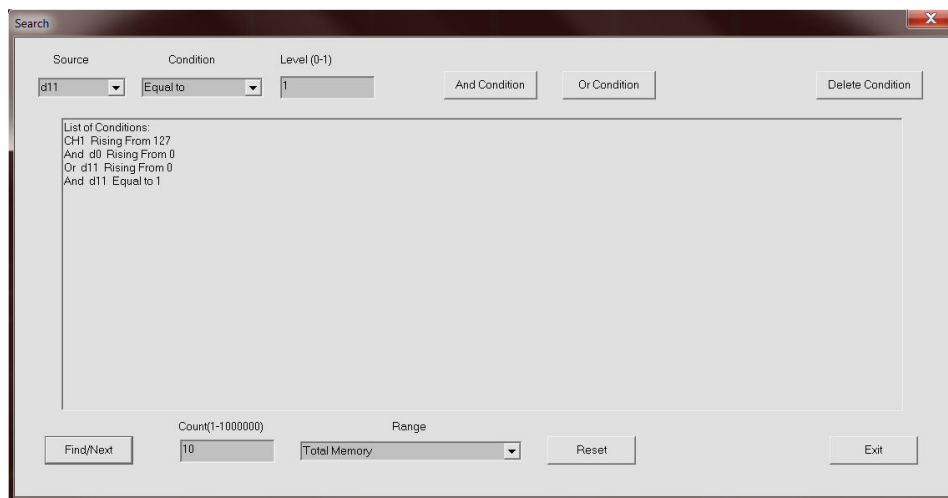 Search
Source Condition Level (0-1)
d11 Equal to 1 And Condition Or Condition Delete Condition
List of Conditions:
CH1 Rising From 127
And d0 Rising From 0
Or d11 Rising From 0
And d11 Equal to 1
Count(1-1000000) Range
Find/Next 10 Total Memory Reset Exit